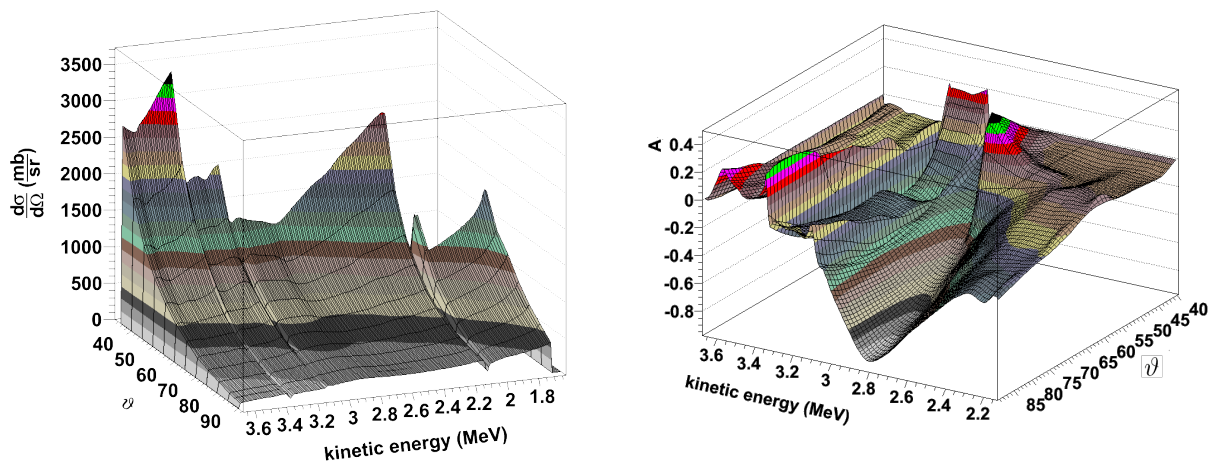 dσ/dΩ (mb/sr)
3500
3000
2500
2000
1500
1000
500
0
40
50
60
70
80
90
ϑ
3.6 3.4 3.2 3 2.8 2.6 2.4 2.2 2 1.8
kinetic energy (MeV)
A
0.4
0.2
0
-0.2
-0.4
-0.6
-0.8
3.6 3.4 3.2 3 2.8 2.6 2.4 2.2
kinetic energy (MeV)
85 80 75 70 65 60 55 50 45 40
ϑ